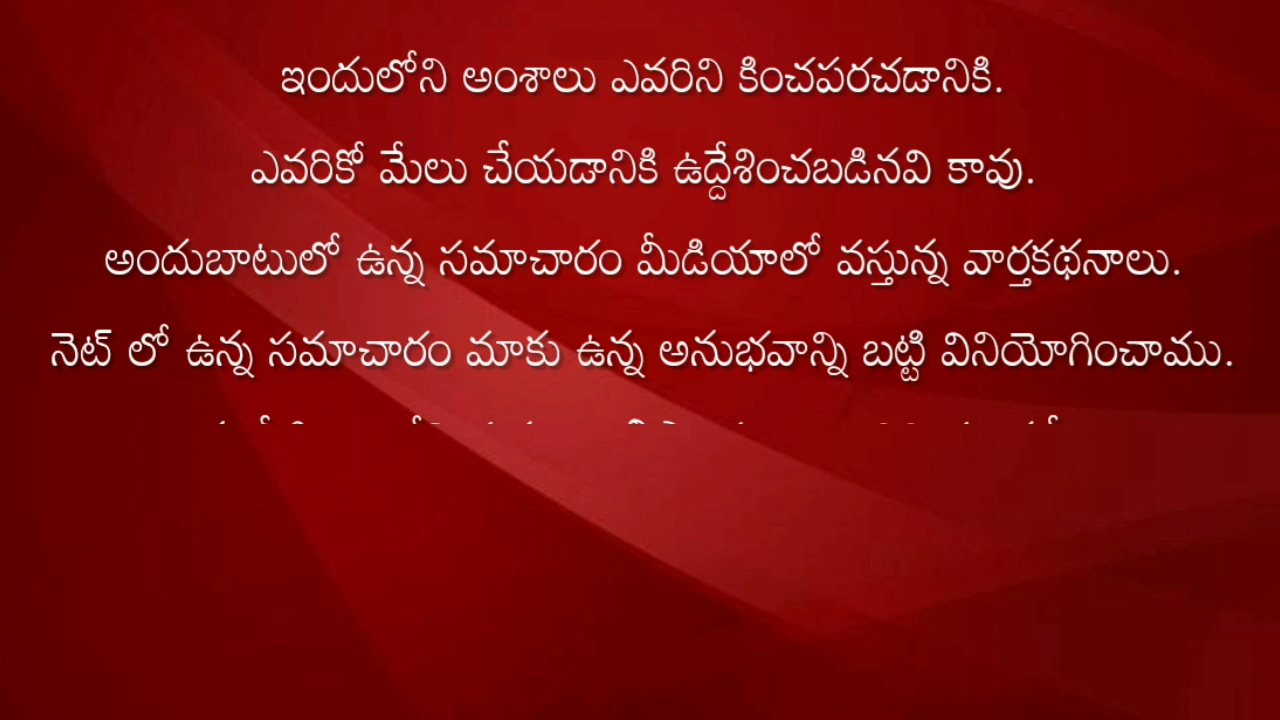 ఇందులోని అంశాలు ఎవరిని కించపరచడానికి.
ఎవరికో మేలు చేయడానికి ఉద్దేశించబడినవి కావు.
అందుబాటులో ఉన్న సమాచారం మీడియాలో వస్తున్న వార్తకథనాలు.
నెట్ లో ఉన్న సమాచారం మాకు ఉన్న అనుభవాన్ని బట్టి వినియోగించాము.